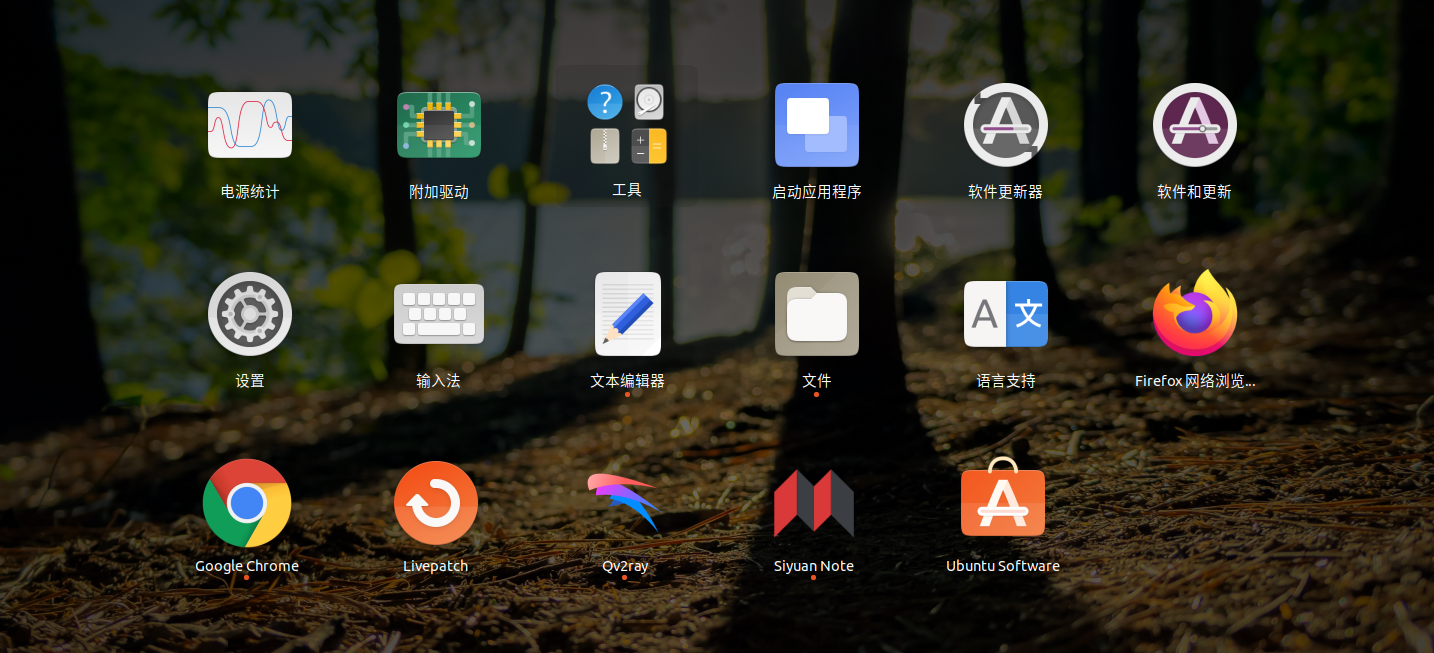 电源统计
附加驱动
工具
启动应用程序
软件更新器
软件和更新
设置
输入法
文本编辑器
文件
A 文
语言支持
Firefox 网络浏览...
Google Chrome
Livepatch
Qv2ray
Siyuan Note
Ubuntu Software